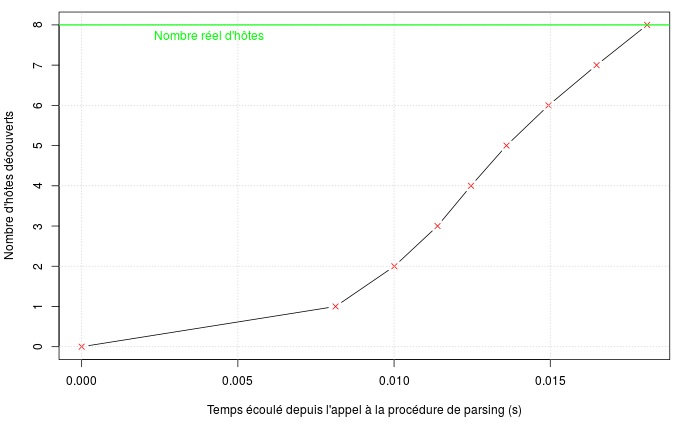 8
Nombre réel d'hôtes
7
6
5
4
3
2
1
0
Nombre d'hôtes découverts
0.000 0.005 0.010 0.015
Temps écoulé depuis l'appel à la procédure de parsing (s)